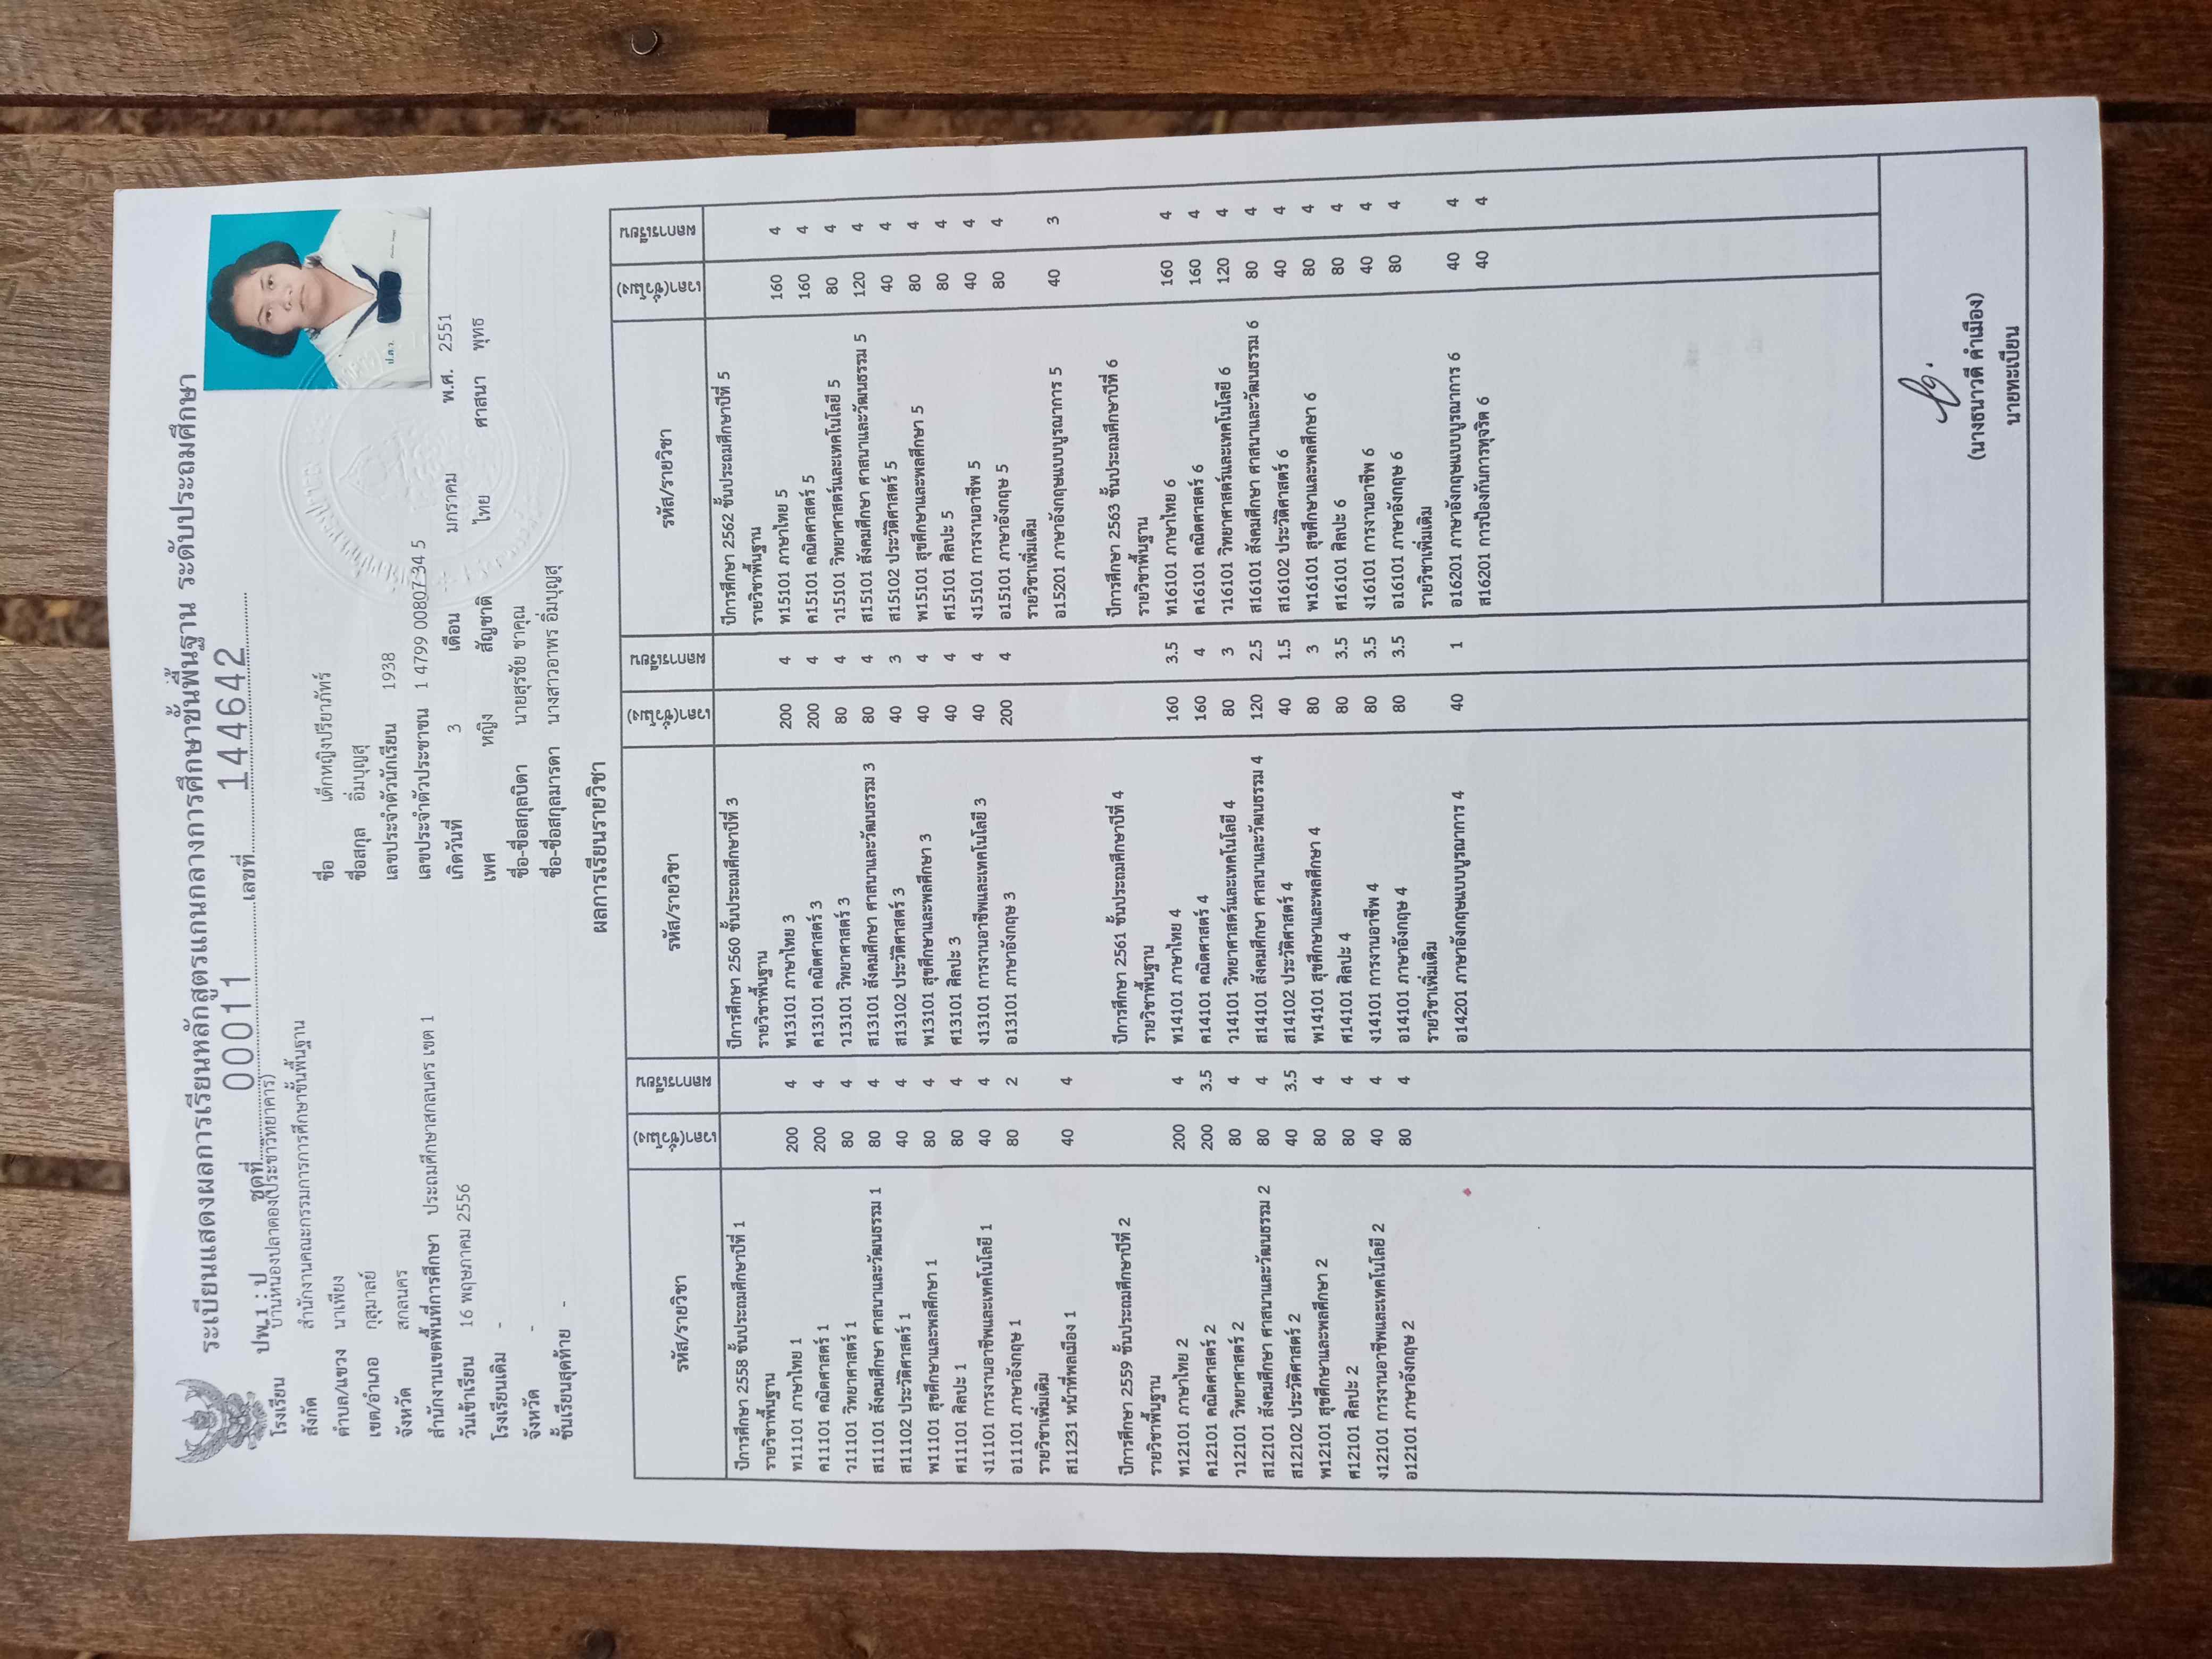 ระเบียนแสดงผลการเรียนหลักสูตรแกนกลางการศึกษาขั้นพื้นฐาน ระดับประถมศึกษา
ปพ.1 : ป ชุดที่ 00011 เลขที่ 144642
โรงเรียน บ้านหนองปลาตอง(ประชาวิทยาคาร)
สังกัด สำนักงานคณะกรรมการการศึกษาขั้นพื้นฐาน
ตำบล/แขวง นาเพียง
เขต/อำเภอ กุสุมาลย์
จังหวัด สกลนคร
สำนักงานเขตพื้นที่การศึกษา ประถมศึกษาสกลนคร เขต 1
วันเข้าเรียน 16 พฤษภาคม 2556
โรงเรียนเดิม -
จังหวัด -
ชั้นเรียนสุดท้าย -
ชื่อ เด็กหญิงปรียาภัทร์
ชื่อสกุล อิ่มบุญสุ
เลขประจำตัวนักเรียน 1938
เลขประจำตัวประชาชน 1 4799 00807 34 5
เกิดวันที่ 3 เดือน มกราคม พ.ศ. 2551
เพศ หญิง สัญชาติ ไทย ศาสนา พุทธ
ชื่อ-ชื่อสกุลบิดา นายสุรชัย ชาคุณ
ชื่อ-ชื่อสกุลมารดา นางสาวอาพร อิ่มบุญสุ
ผลการเรียนรายวิชา
รหัส/รายวิชา เวลา(ชั่วโมง) ผลการเรียน
ปีการศึกษา 2558 ชั้นประถมศึกษาปีที่ 1
รายวิชาพื้นฐาน
ท11101 ภาษาไทย 1 200 4
ค11101 คณิตศาสตร์ 1 200 4
ว11101 วิทยาศาสตร์ 1 80 4
ส11101 สังคมศึกษา ศาสนาและวัฒนธรรม 1 80 4
ส11102 ประวัติศาสตร์ 1 40 4
พ11101 สุขศึกษาและพลศึกษา 1 80 4
ศ11101 ศิลปะ 1 80 4
ง11101 การงานอาชีพและเทคโนโลยี 1 40 4
อ11101 ภาษาอังกฤษ 1 80 2
รายวิชาเพิ่มเติม
ส11231 หน้าที่พลเมือง 1 40 4
ปีการศึกษา 2559 ชั้นประถมศึกษาปีที่ 2
รายวิชาพื้นฐาน
ท12101 ภาษาไทย 2 200 4
ค12101 คณิตศาสตร์ 2 200 3.5
ว12101 วิทยาศาสตร์ 2 80 4
ส12101 สังคมศึกษา ศาสนาและวัฒนธรรม 2 80 4
ส12102 ประวัติศาสตร์ 2 40 3.5
พ12101 สุขศึกษาและพลศึกษา 2 80 4
ศ12101 ศิลปะ 2 80 4
ง12101 การงานอาชีพและเทคโนโลยี 2 40 4
อ12101 ภาษาอังกฤษ 2 80 4
รหัส/รายวิชา เวลา(ชั่วโมง) ผลการเรียน
ปีการศึกษา 2560 ชั้นประถมศึกษาปีที่ 3
รายวิชาพื้นฐาน
ท13101 ภาษาไทย 3 200 4
ค13101 คณิตศาสตร์ 3 200 4
ว13101 วิทยาศาสตร์ 3 80 4
ส13101 สังคมศึกษา ศาสนาและวัฒนธรรม 3 80 4
ส13102 ประวัติศาสตร์ 3 40 3
พ13101 สุขศึกษาและพลศึกษา 3 40 4
ศ13101 ศิลปะ 3 40 4
ง13101 การงานอาชีพและเทคโนโลยี 3 40 4
อ13101 ภาษาอังกฤษ 3 200 4
ปีการศึกษา 2561 ชั้นประถมศึกษาปีที่ 4
รายวิชาพื้นฐาน
ท14101 ภาษาไทย 4 160 3.5
ค14101 คณิตศาสตร์ 4 160 4
ว14101 วิทยาศาสตร์และเทคโนโลยี 4 80 3
ส14101 สังคมศึกษา ศาสนาและวัฒนธรรม 4 120 2.5
ส14102 ประวัติศาสตร์ 4 40 1.5
พ14101 สุขศึกษาและพลศึกษา 4 80 3
ศ14101 ศิลปะ 4 80 3.5
ง14101 การงานอาชีพ 4 80 3.5
อ14101 ภาษาอังกฤษ 4 80 3.5
รายวิชาเพิ่มเติม
อ14201 ภาษาอังกฤษแบบบูรณาการ 4 40 1
รหัส/รายวิชา เวลา(ชั่วโมง) ผลการเรียน
ปีการศึกษา 2562 ชั้นประถมศึกษาปีที่ 5
รายวิชาพื้นฐาน
ท15101 ภาษาไทย 5 160 4
ค15101 คณิตศาสตร์ 5 160 4
ว15101 วิทยาศาสตร์และเทคโนโลยี 5 80 4
ส15101 สังคมศึกษา ศาสนาและวัฒนธรรม 5 120 4
ส15102 ประวัติศาสตร์ 5 40 4
พ15101 สุขศึกษาและพลศึกษา 5 80 4
ศ15101 ศิลปะ 5 80 4
ง15101 การงานอาชีพ 5 40 4
อ15101 ภาษาอังกฤษ 5 80 4
รายวิชาเพิ่มเติม
อ15201 ภาษาอังกฤษแบบบูรณาการ 5 40 3
ปีการศึกษา 2563 ชั้นประถมศึกษาปีที่ 6
รายวิชาพื้นฐาน
ท16101 ภาษาไทย 6 160 4
ค16101 คณิตศาสตร์ 6 160 4
ว16101 วิทยาศาสตร์และเทคโนโลยี 6 120 4
ส16101 สังคมศึกษา ศาสนาและวัฒนธรรม 6 80 4
ส16102 ประวัติศาสตร์ 6 40 4
พ16101 สุขศึกษาและพลศึกษา 6 80 4
ศ16101 ศิลปะ 6 80 4
ง16101 การงานอาชีพ 6 40 4
อ16101 ภาษาอังกฤษ 6 80 4
รายวิชาเพิ่มเติม
อ16201 ภาษาอังกฤษแบบบูรณาการ 6 40 4
ส16201 การป้องกันการทุจริต 6 40 4
(นางธนาวดี คำเมือง)
นายทะเบียน